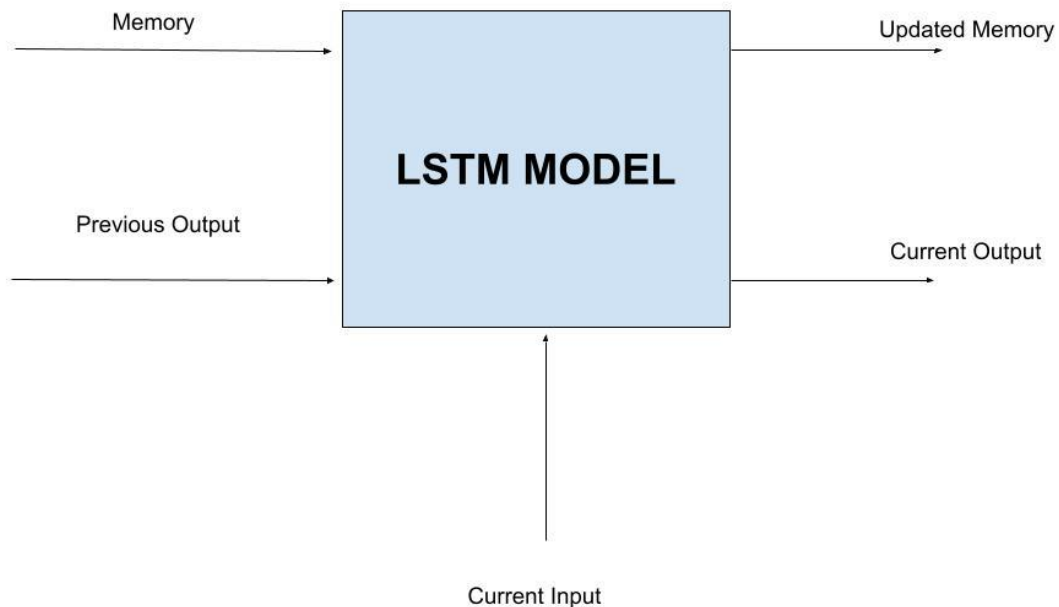 Memory
Updated Memory
LSTM MODEL
Previous Output
Current Output
Current Input